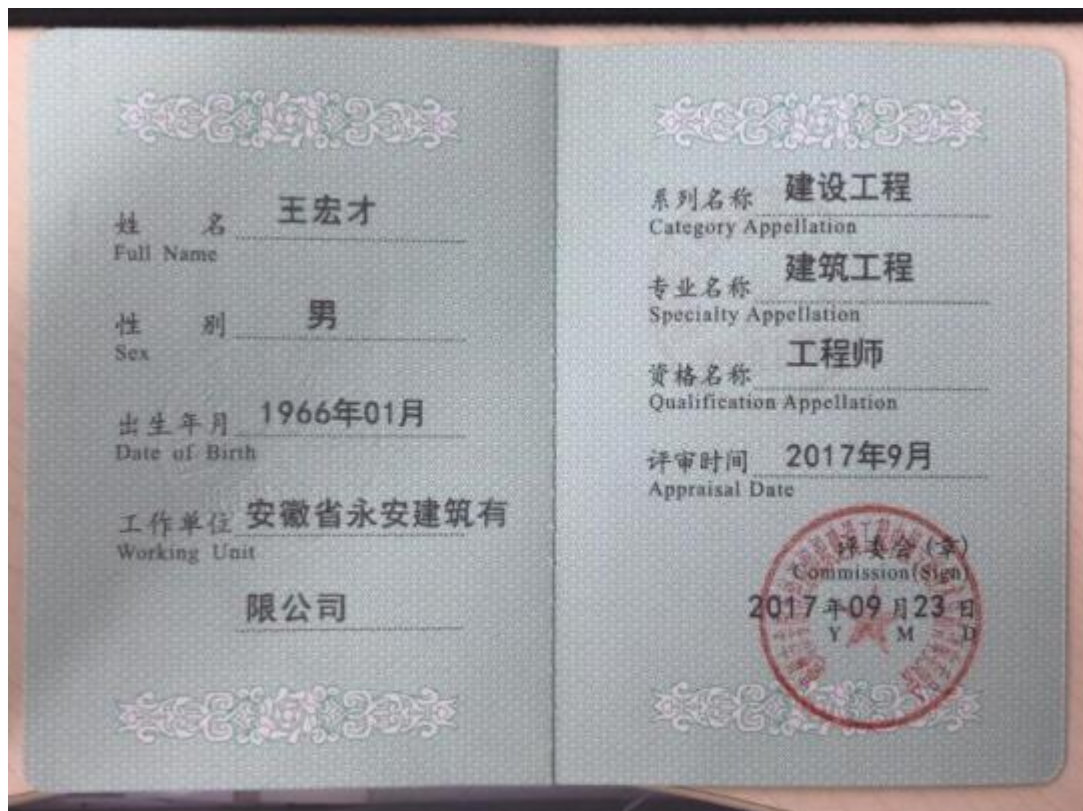 姓 名 王宏才
Full Name
性 别 男
Sex
出生年月 1966年01月
Date of Birth
工作单位 安徽省永安建筑有
Working Unit
限公司
系列名称 建设工程
Category Appellation
专业名称 建筑工程
Specialty Appellation
资格名称 工程师
Qualification Appellation
评审时间 2017年9月
Appraisal Date
评委会(章)
Commission(Sign)
2017年09月23日
Y M D